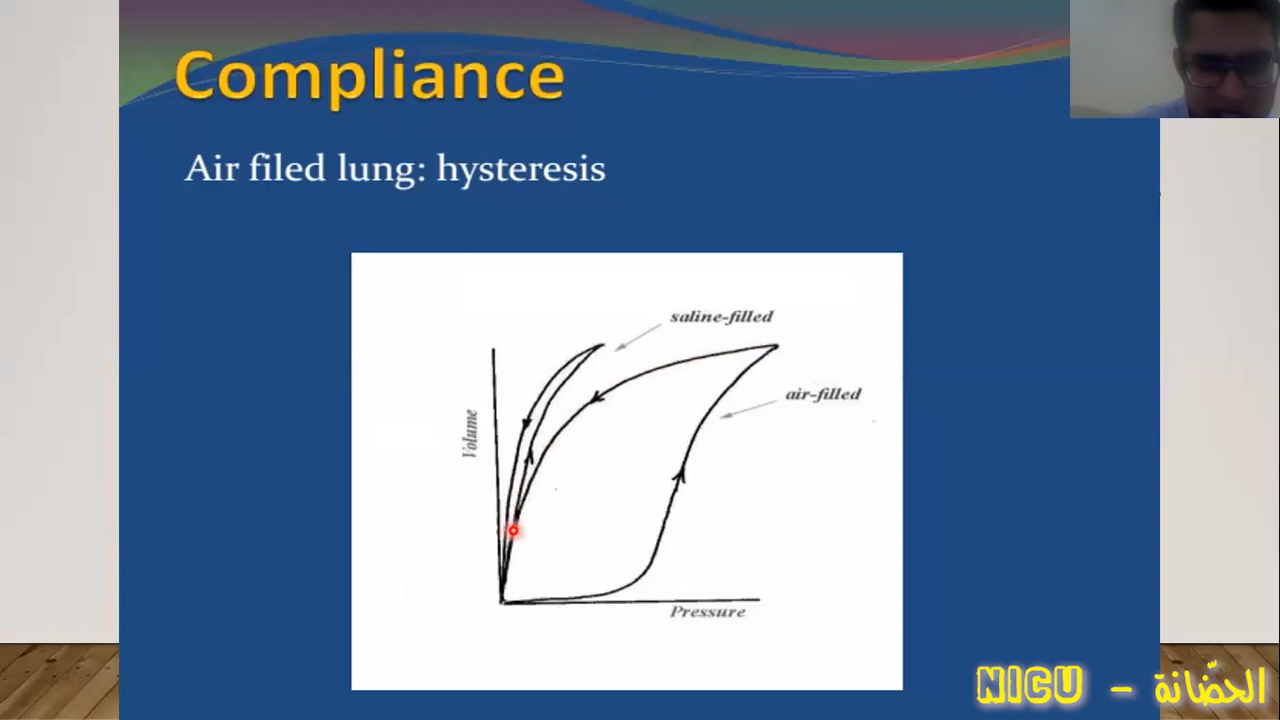 Compliance
Air filed lung: hysteresis
saline-filled
air-filled
Volume
Pressure
NICU - الحضّانة